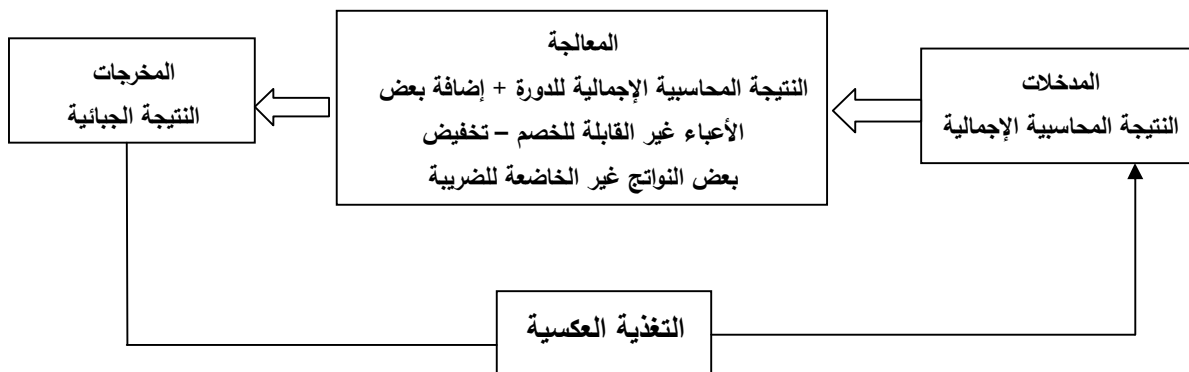 المدخلات
النتيجة المحاسبية الإجمالية
المعالجة
النتيجة المحاسبية الإجمالية للدورة + إضافة بعض
الأعباء غير القابلة للخصم – تخفيض
بعض النواتج غير الخاضعة للضريبة
المخرجات
النتيجة الجبائية
التغذية العكسية